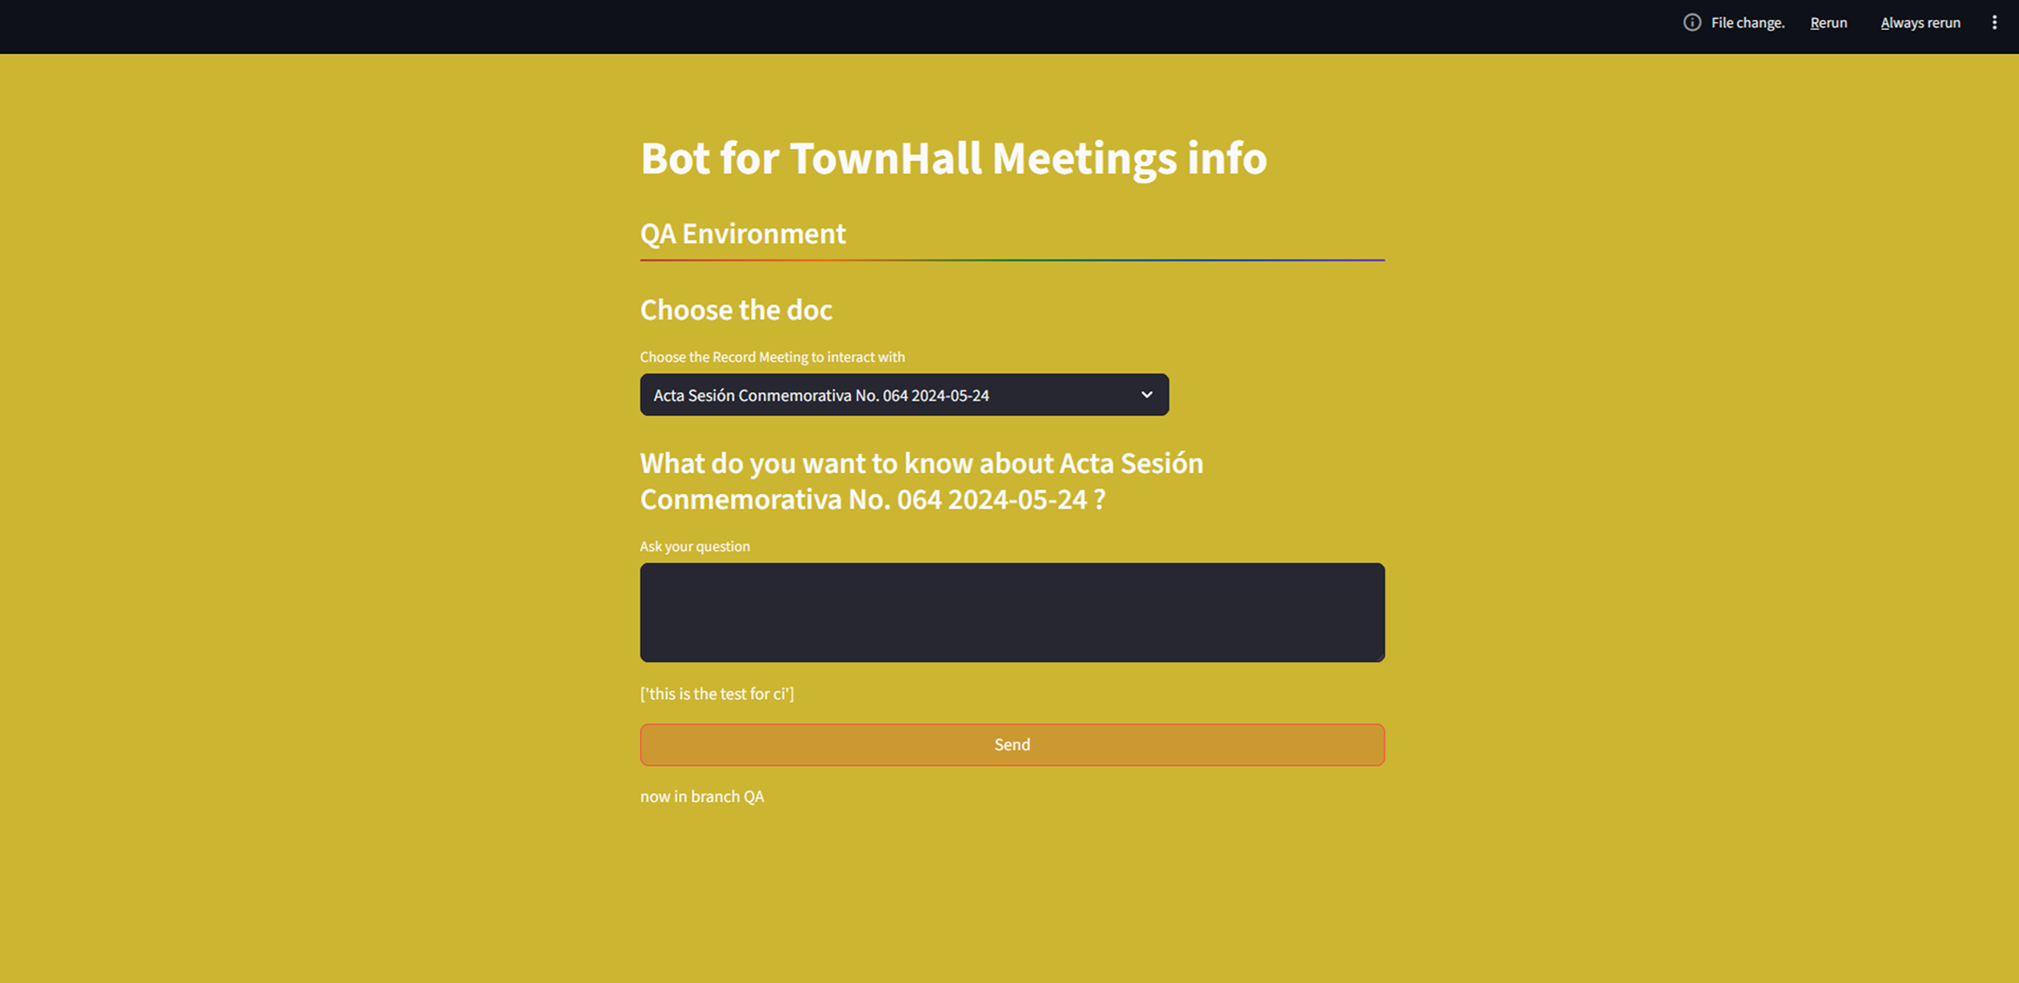 File change. Rerun Always rerun
Bot for TownHall Meetings info
QA Environment
Choose the doc
Choose the Record Meeting to interact with
Acta Sesión Conmemorativa No. 064 2024-05-24
What do you want to know about Acta Sesión
Conmemorativa No. 064 2024-05-24 ?
Ask your question
['this is the test for ci']
Send
now in branch QA